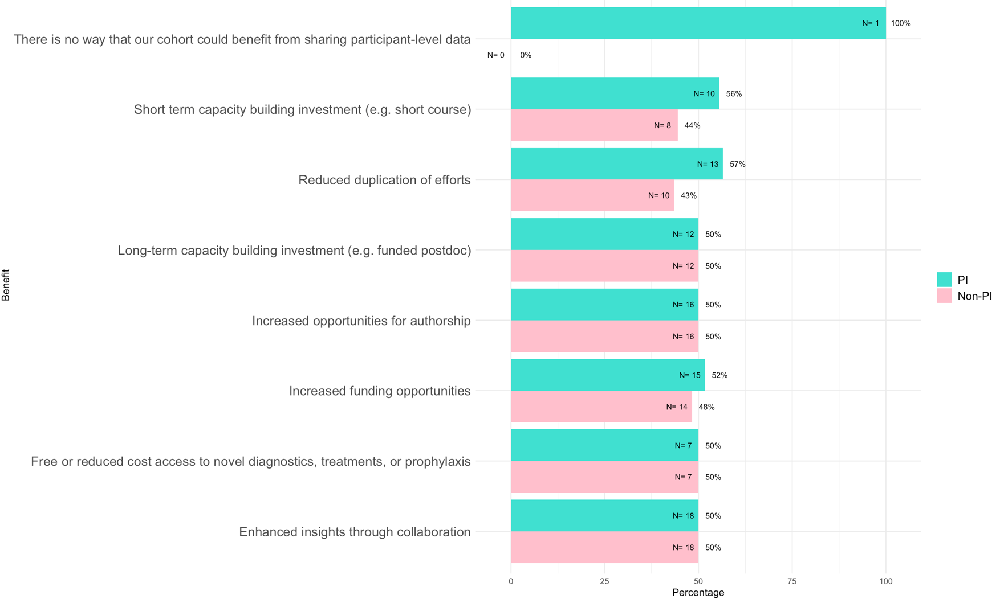 There is no way that our cohort could benefit from sharing participant-level data
N= 1 100%
N= 0 0%
Short term capacity building investment (e.g. short course)
N= 10 56%
N= 8 44%
Reduced duplication of efforts
N= 13 57%
N= 10 43%
Long-term capacity building investment (e.g. funded postdoc)
N= 12 50%
N= 12 50%
Increased opportunities for authorship
N= 16 50%
N= 16 50%
Increased funding opportunities
N= 15 52%
N= 14 48%
Free or reduced cost access to novel diagnostics, treatments, or prophylaxis
N= 7 50%
N= 7 50%
Enhanced insights through collaboration
N= 18 50%
N= 18 50%
0 25 50 75 100
Percentage
Benefit
PI
Non-PI